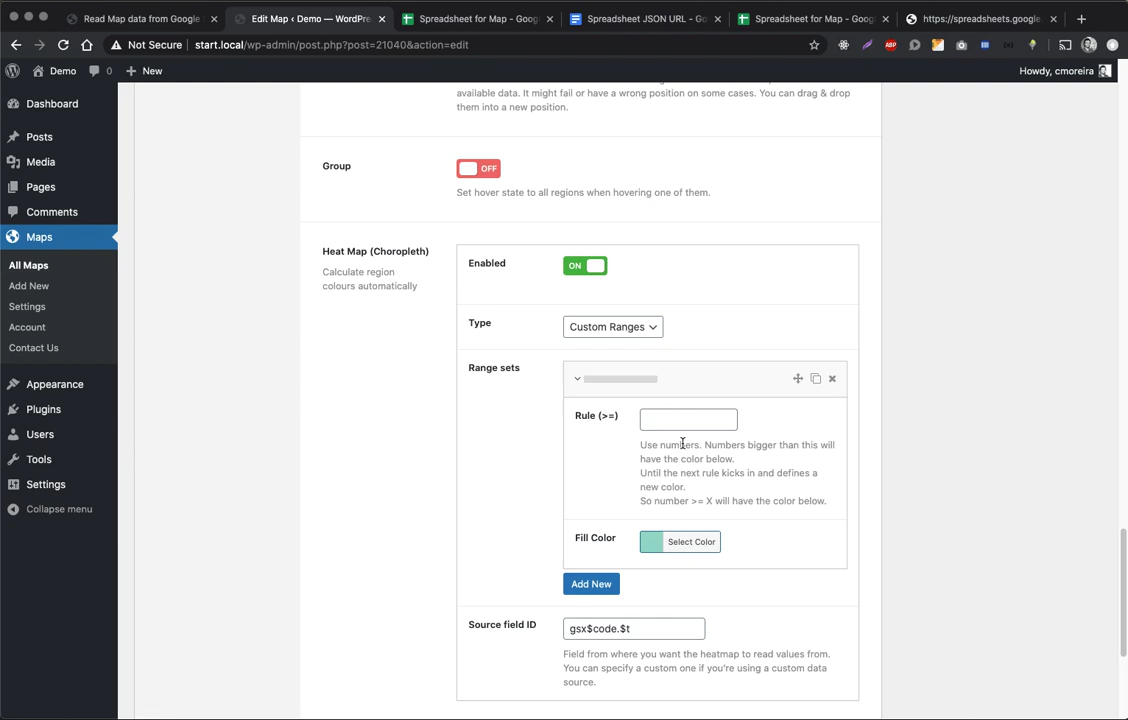 Read Map data from Google
Edit Map ‹ Demo — WordPre
Spreadsheet for Map - Goog
Spreadsheet JSON URL - Go
Spreadsheet for Map - Goog
https://spreadsheets.google.
Not Secure
start.local/wp-admin/post.php?post=21040&action=edit
ABP
Demo
0
New
Howdy, cmoreira
Dashboard
Posts
Media
Pages
Comments
Maps
All Maps
Add New
Settings
Account
Contact Us
Appearance
Plugins
Users
Tools
Settings
Collapse menu
available data. It might fail or have a wrong position on some cases. You can drag & drop
them into a new position.
Group
OFF
Set hover state to all regions when hovering one of them.
Heat Map (Choropleth)
Calculate region
colours automatically
Enabled
ON
Type
Custom Ranges
Range sets
Rule (>=)
Use numbers. Numbers bigger than this will
have the color below.
Until the next rule kicks in and defines a
new color.
So number >= X will have the color below.
Fill Color
Select Color
Add New
Source field ID
gsx$code.$t
Field from where you want the heatmap to read values from.
You can specify a custom one if you're using a custom data
source.